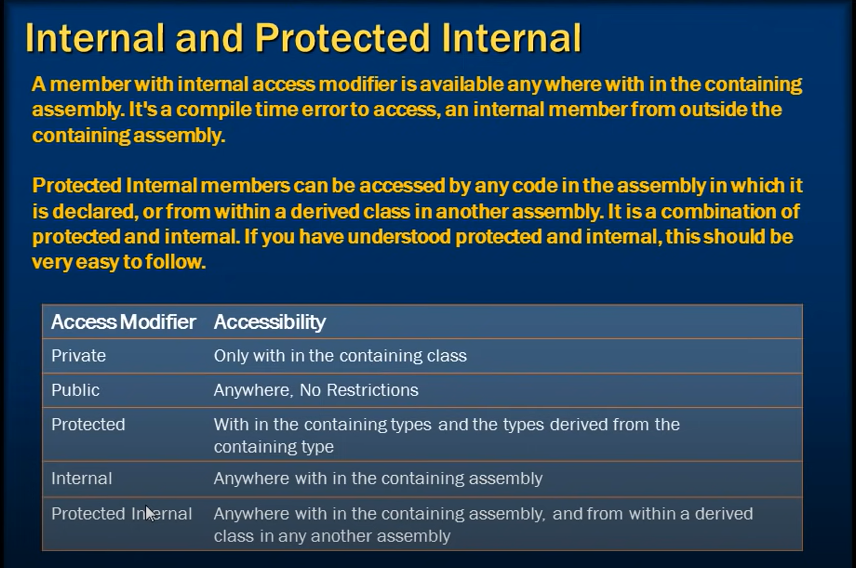 Internal and Protected Internal
A member with internal access modifier is available any where with in the containing
assembly. It's a compile time error to access, an internal member from outside the
containing assembly.
Protected Internal members can be accessed by any code in the assembly in which it
is declared, or from within a derived class in another assembly. It is a combination of
protected and internal. If you have understood protected and internal, this should be
very easy to follow.
Access Modifier Accessibility
Private Only with in the containing class
Public Anywhere, No Restrictions
Protected With in the containing types and the types derived from the
containing type
Internal Anywhere with in the containing assembly
Protected Internal Anywhere with in the containing assembly, and from within a derived
class in any another assembly